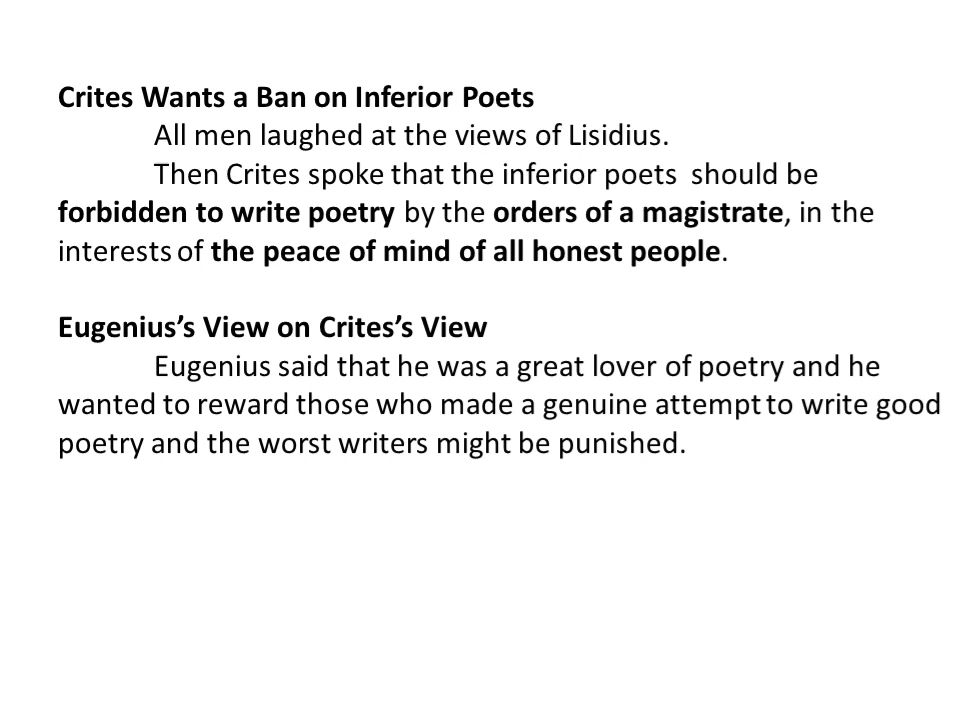 Crites Wants a Ban on Inferior Poets
All men laughed at the views of Lisidius.
Then Crites spoke that the inferior poets  should be
forbidden to write poetry by the orders of a magistrate, in the
interests of the peace of mind of all honest people.
Eugenius’s View on Crites’s View
Eugenius said that he was a great lover of poetry and he
wanted to reward those who made a genuine attempt to write good
poetry and the worst writers might be punished.